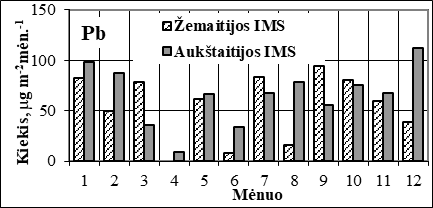 Pb
Žemaitijos IMS
Aukštaitijos IMS
Kiekis, µg m-2mėn.-1
150
100
50
0
1 2 3 4 5 6 7 8 9 10 11 12
Mėnuo